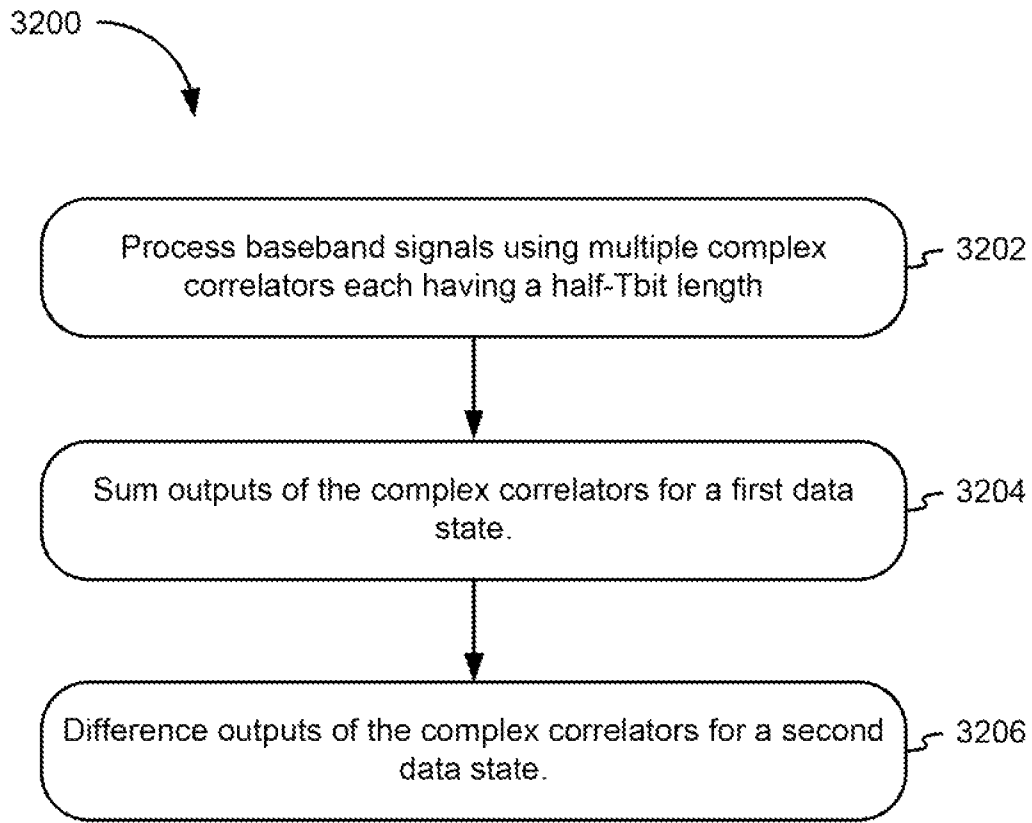 3200
Process baseband signals using multiple complex
correlators each having a half-Tbit length
3202
Sum outputs of the complex correlators for a first data
state.
3204
Difference outputs of the complex correlators for a second
data state.
3206